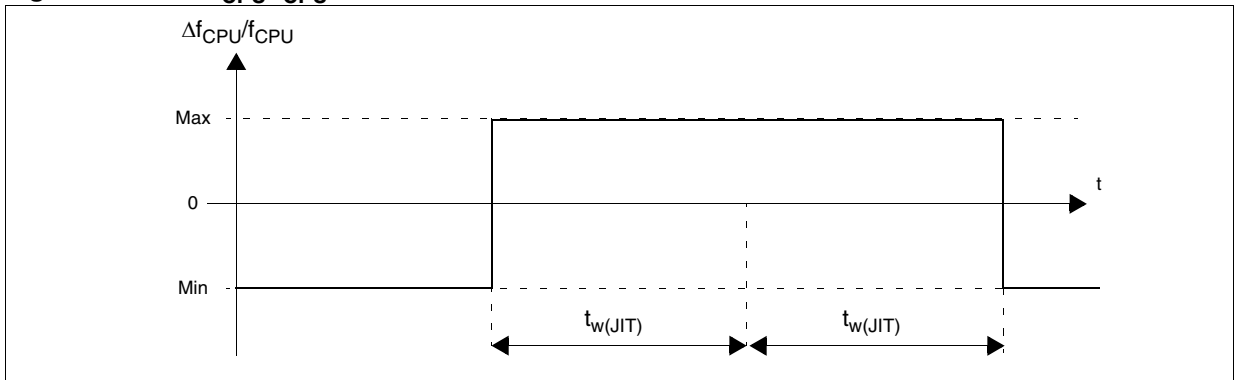 Δf_CPU/f_CPU
Max
t
0
Min
t_w(JIT) t_w(JIT)